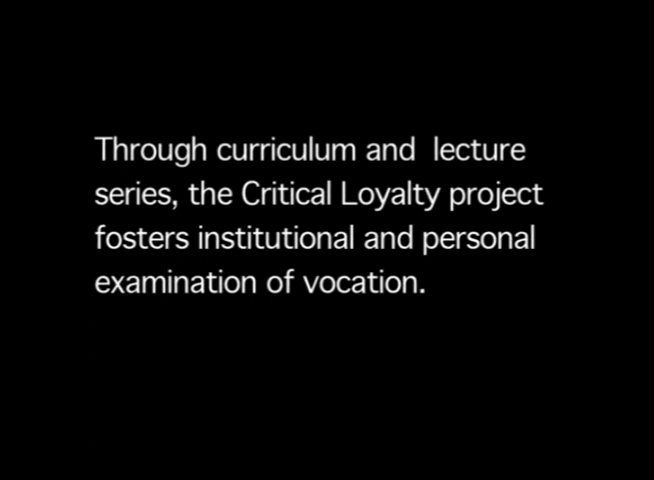 Through curriculum and  lecture
series, the Critical Loyalty project
fosters institutional and personal
examination of vocation.